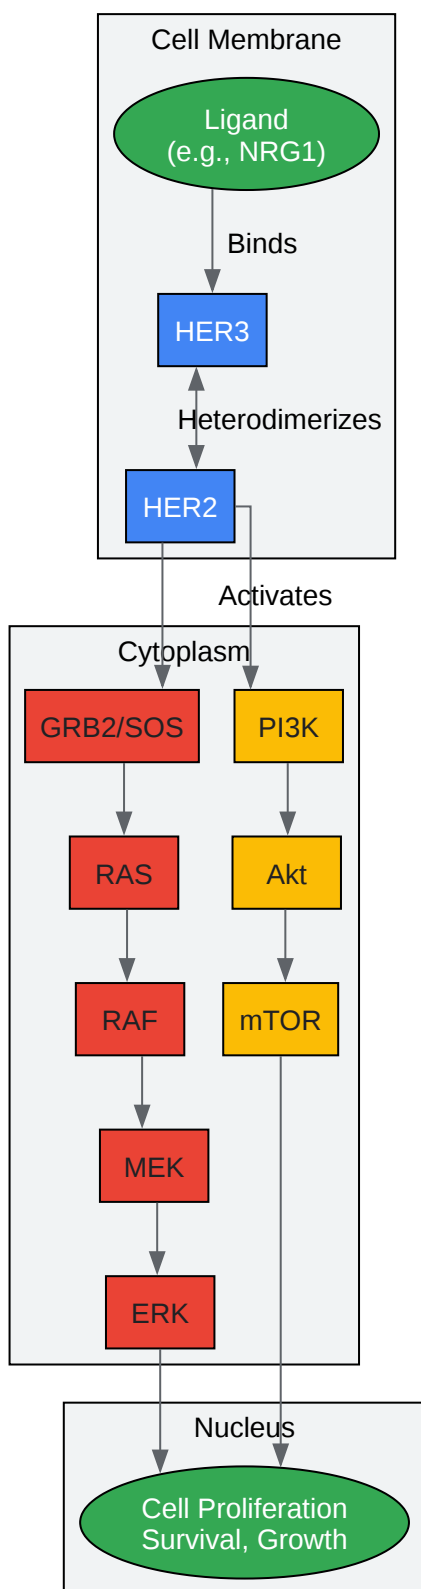 Cell Membrane
Ligand
(e.g., NRG1)
Binds
HER3
Heterodimerizes
HER2
Activates
Cytoplasm
GRB2/SOS
PI3K
RAS
Akt
RAF
mTOR
MEK
ERK
Nucleus
Cell Proliferation
Survival, Growth